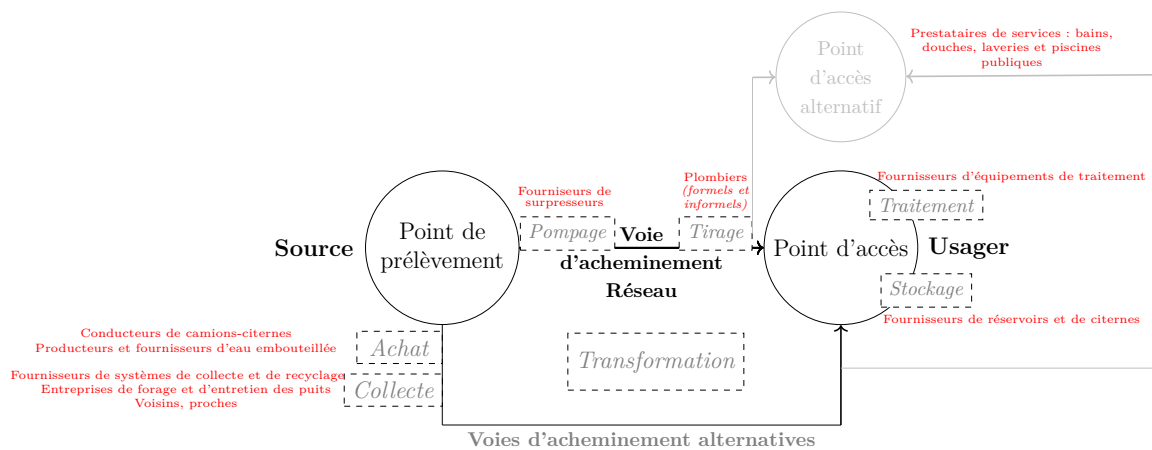 Prestataires de services : bains,
douches, laveries et piscines
publiques
Point
d'accès
alternatif
Fournisseurs d'équipements de traitement
Plombiers
(formels et
informels)
Fourniseurs de
surpresseurs
Traitement
Point de
prélèvement
Pompage
Voie
Tirage
Source
Point d'accès
Usager
d'acheminement
Réseau
Stockage
Fournisseurs de réservoirs et de citernes
Conducteurs de camions-citernes
Producteurs et fournisseurs d'eau embouteillée
Achat
Transformation
Fournisseurs de systèmes de collecte et de recyclage
Entreprises de forage et d'entretien des puits
Voisins, proches
Collecte
Voies d'acheminement alternatives